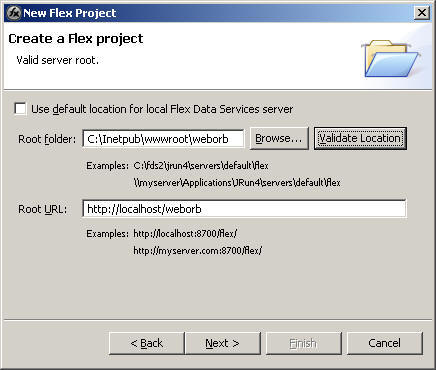 New Flex Project
Create a Flex project
Valid server root.
Use default location for local Flex Data Services server
Root folder: C:\Inetpub\wwwroot\weborb Browse... Validate Location
Examples: C:\fds2\jrun4\servers\default\flex
\\myserver\Applications\JRun4\servers\default\flex
Root URL: http://localhost/weborb
Examples: http://localhost:8700/flex/
http://myserver.com:8700/flex/
< Back Next > Finish Cancel